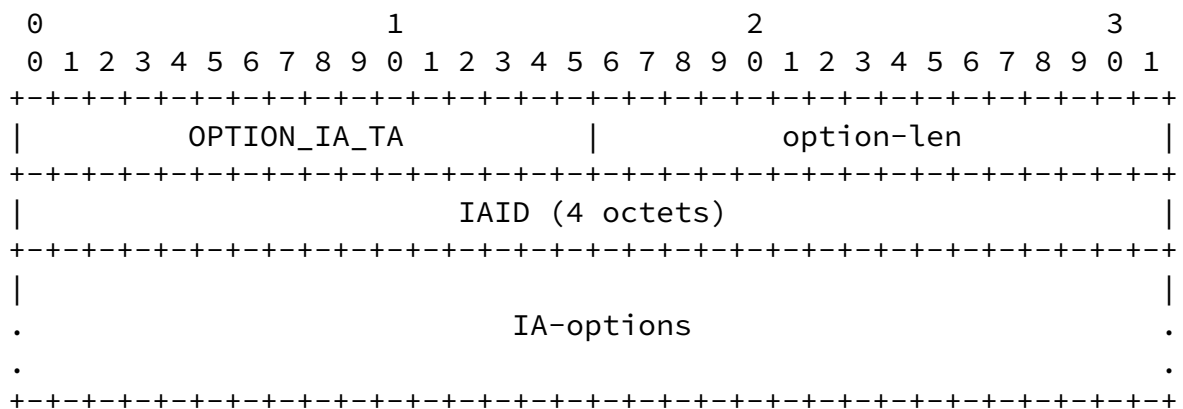 0                   1                   2                   3
 0 1 2 3 4 5 6 7 8 9 0 1 2 3 4 5 6 7 8 9 0 1 2 3 4 5 6 7 8 9 0 1
+-+-+-+-+-+-+-+-+-+-+-+-+-+-+-+-+-+-+-+-+-+-+-+-+-+-+-+-+-+-+-+-+
|         OPTION_IA_TA          |          option-len           |
+-+-+-+-+-+-+-+-+-+-+-+-+-+-+-+-+-+-+-+-+-+-+-+-+-+-+-+-+-+-+-+-+
|                        IAID (4 octets)                        |
+-+-+-+-+-+-+-+-+-+-+-+-+-+-+-+-+-+-+-+-+-+-+-+-+-+-+-+-+-+-+-+-+
|                                                               |
.                           IA-options                          .
.                                                               .
+-+-+-+-+-+-+-+-+-+-+-+-+-+-+-+-+-+-+-+-+-+-+-+-+-+-+-+-+-+-+-+-+